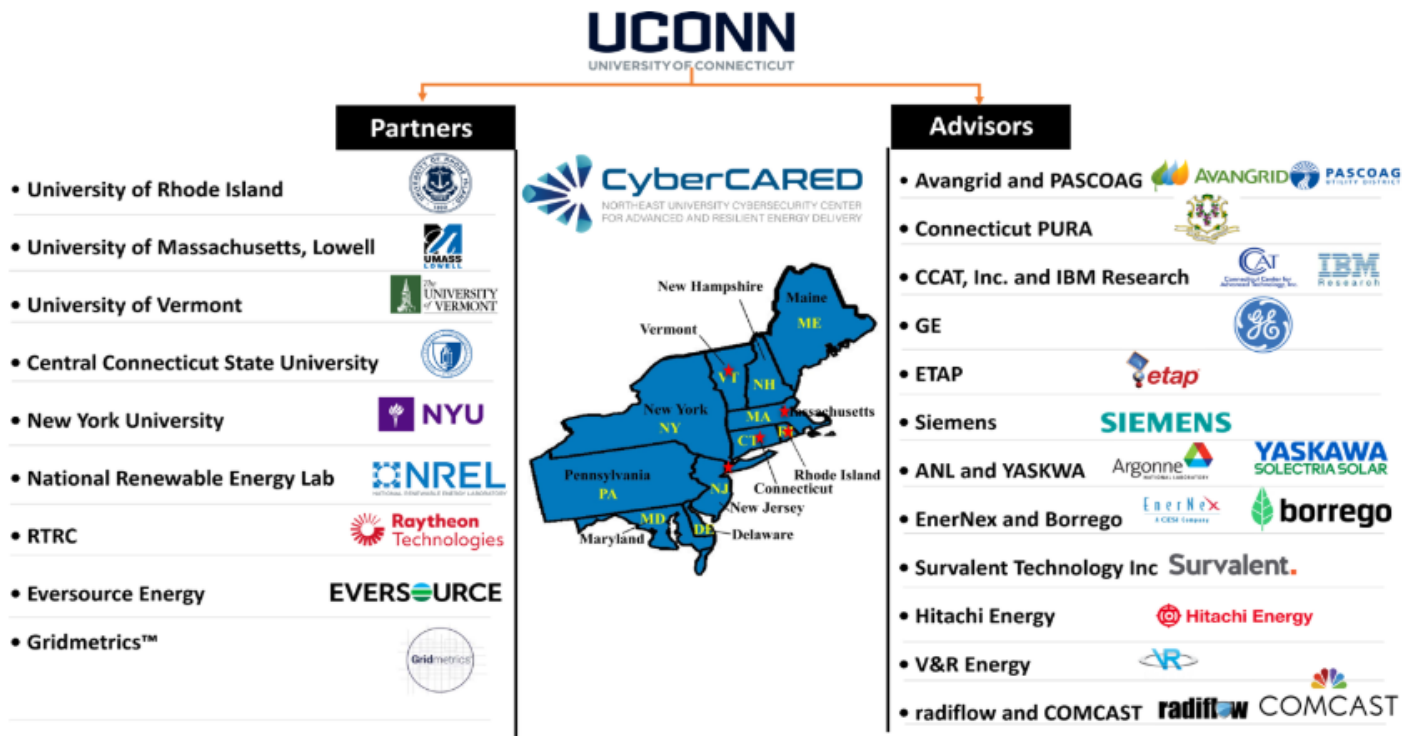 UCONN
UNIVERSITY OF CONNECTICUT
Partners
• University of Rhode Island
• University of Massachusetts, Lowell
UMASS
LOWELL
• University of Vermont
The
UNIVERSITY
of VERMONT
• Central Connecticut State University
• New York University
NYU
• National Renewable Energy Lab
NREL
NATIONAL RENEWABLE ENERGY LABORATORY
• RTRC
Raytheon
Technologies
• Eversource Energy
EVERSOURCE
• Gridmetrics™
Gridmetrics
CyberCARED
NORTHEAST UNIVERSITY CYBERSECURITY CENTER
FOR ADVANCED AND RESILIENT ENERGY DELIVERY
New Hampshire
Maine
ME
Vermont
VT
NH
New York
NY
MA
Massachusetts
CT
RI
Rhode Island
Connecticut
Pennsylvania
PA
NJ
New Jersey
MD
DE
Delaware
Maryland
Advisors
• Avangrid and PASCOAG
AVANGRID
PASCOAG
UTILITY DISTRICT
• Connecticut PURA
• CCAT, Inc. and IBM Research
CCAT
Connecticut Center for
Advanced Technology, Inc.
IBM
Research
• GE
GE
• ETAP
etap
• Siemens
SIEMENS
• ANL and YASKWA
Argonne
NATIONAL LABORATORY
YASKAWA
SOLECTRIA SOLAR
• EnerNex and Borrego
EnerNex
A CESI Company
borrego
• Survalent Technology Inc
Survalent.
• Hitachi Energy
Hitachi Energy
• V&R Energy
VR
• radiflow and COMCAST
radiflow
COMCAST